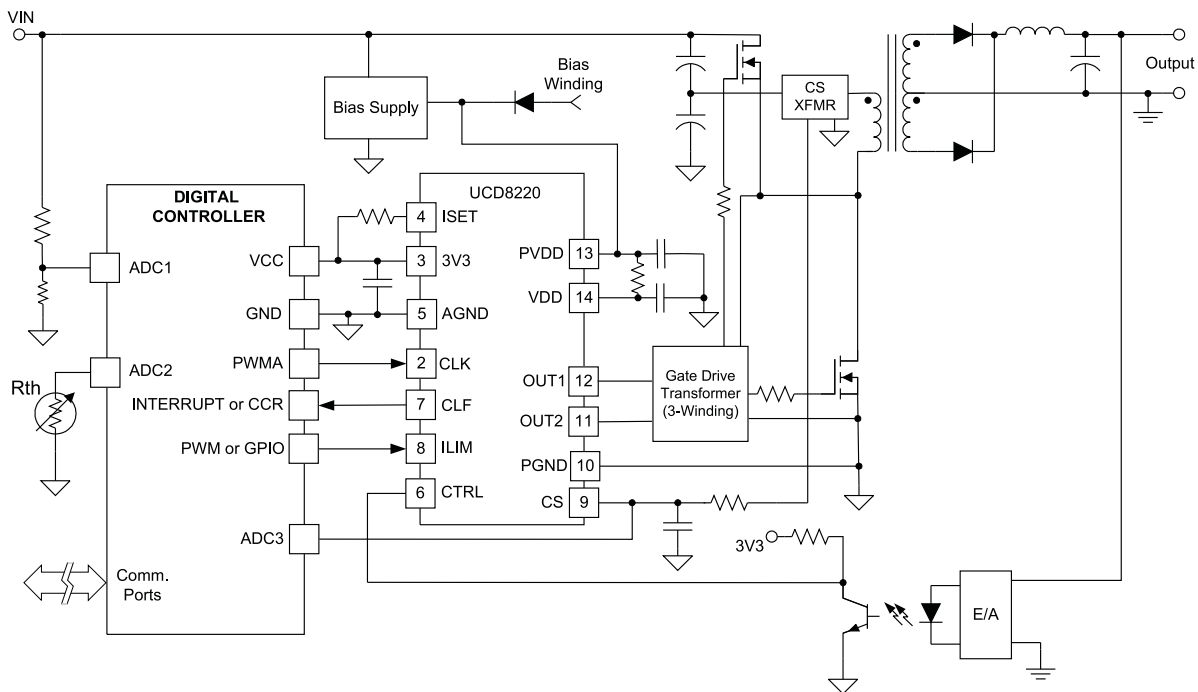 VIN
Bias
Winding
Bias Supply
CS
XFMR
Output
DIGITAL
CONTROLLER
UCD8220
4
ISET
VCC
3
3V3
ADC1
GND
5
AGND
PVDD
13
VDD
14
ADC2
Rth
PWMA
2
CLK
INTERRUPT or CCR
7
CLF
PWM or GPIO
8
ILIM
6
CTRL
OUT1
12
OUT2
11
PGND
10
CS
9
Gate Drive
Transformer
(3-Winding)
ADC3
Comm.
Ports
3V3
E/A